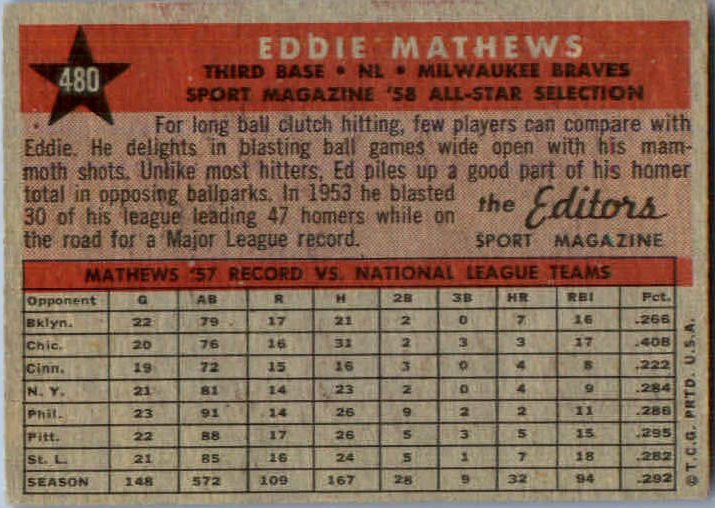 480
EDDIE MATHEWS
THIRD BASE • NL • MILWAUKEE BRAVES
SPORT MAGAZINE '58 ALL-STAR SELECTION
For long ball clutch hitting, few players can compare with
Eddie. He delights in blasting ball games wide open with his mam-
moth shots. Unlike most hitters, Ed piles up a good part of his homer
total in opposing ballparks. In 1953 he blasted
30 of his league leading 47 homers while on
the road for a Major League record.
the Editors
SPORT MAGAZINE
MATHEWS '57 RECORD VS. NATIONAL LEAGUE TEAMS
Opponent G AB R H 2B 3B HR RBI Pct.
Bklyn. 22 79 17 21 2 0 7 16 .266
Chic. 20 76 16 31 2 3 3 17 .408
Cinn. 19 72 15 16 3 0 4 8 .222
N. Y. 21 81 14 23 2 0 4 9 .284
Phil. 23 91 14 26 9 2 2 11 .286
Pitt. 22 88 17 26 5 3 5 15 .295
St. L. 21 85 16 24 5 1 7 18 .282
SEASON 148 572 109 167 28 9 32 94 .292
© T.C.G. PRTD. U.S.A.